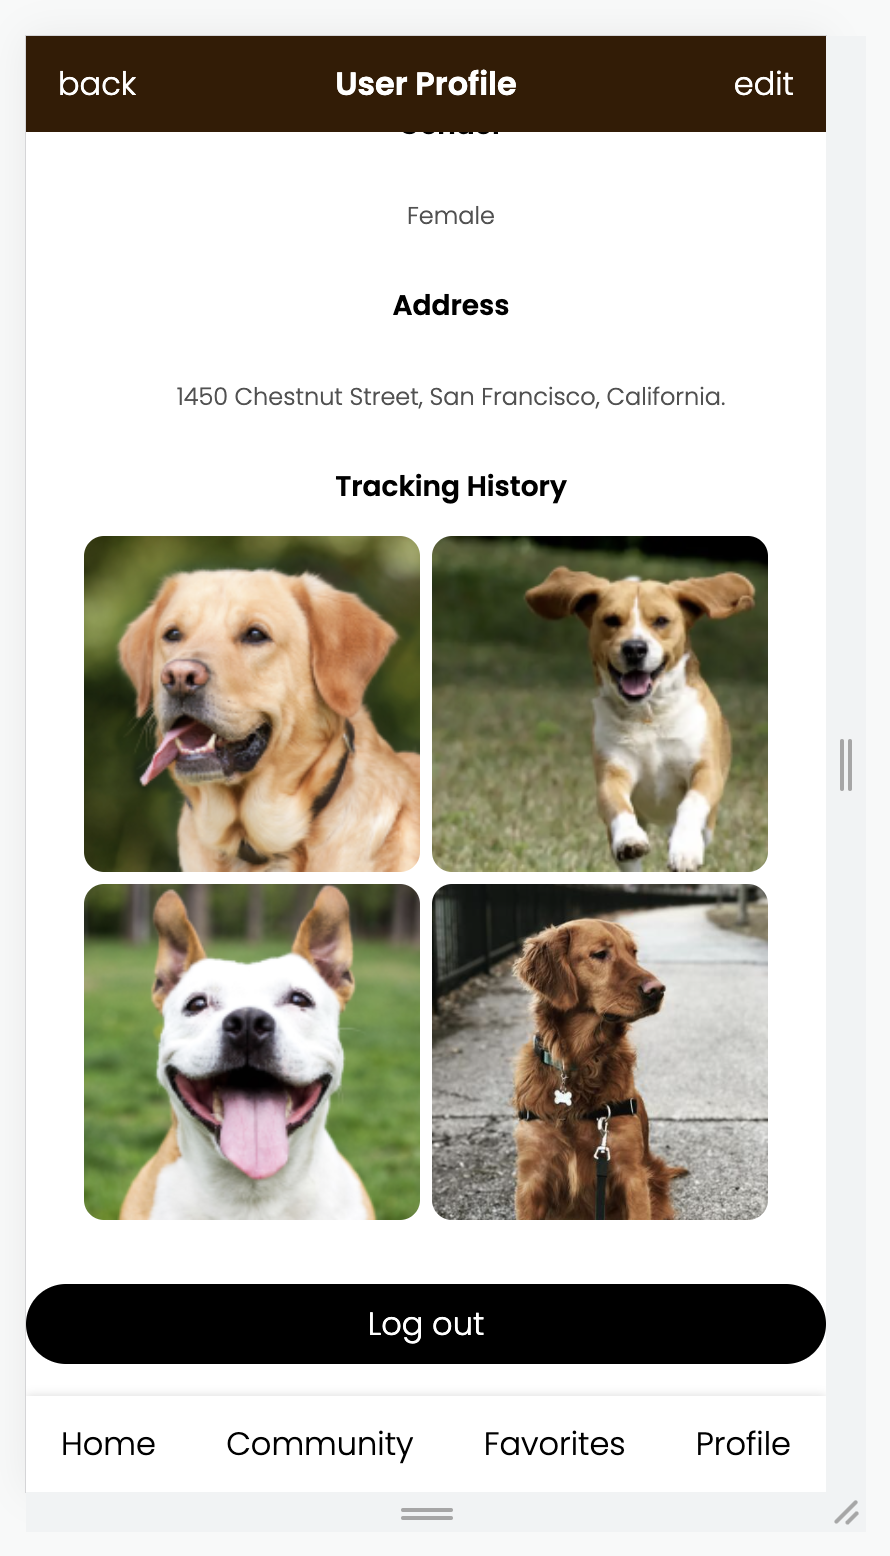 back User Profile edit
Female
Address
1450 Chestnut Street, San Francisco, California.
Tracking History
Log out
Home Community Favorites Profile